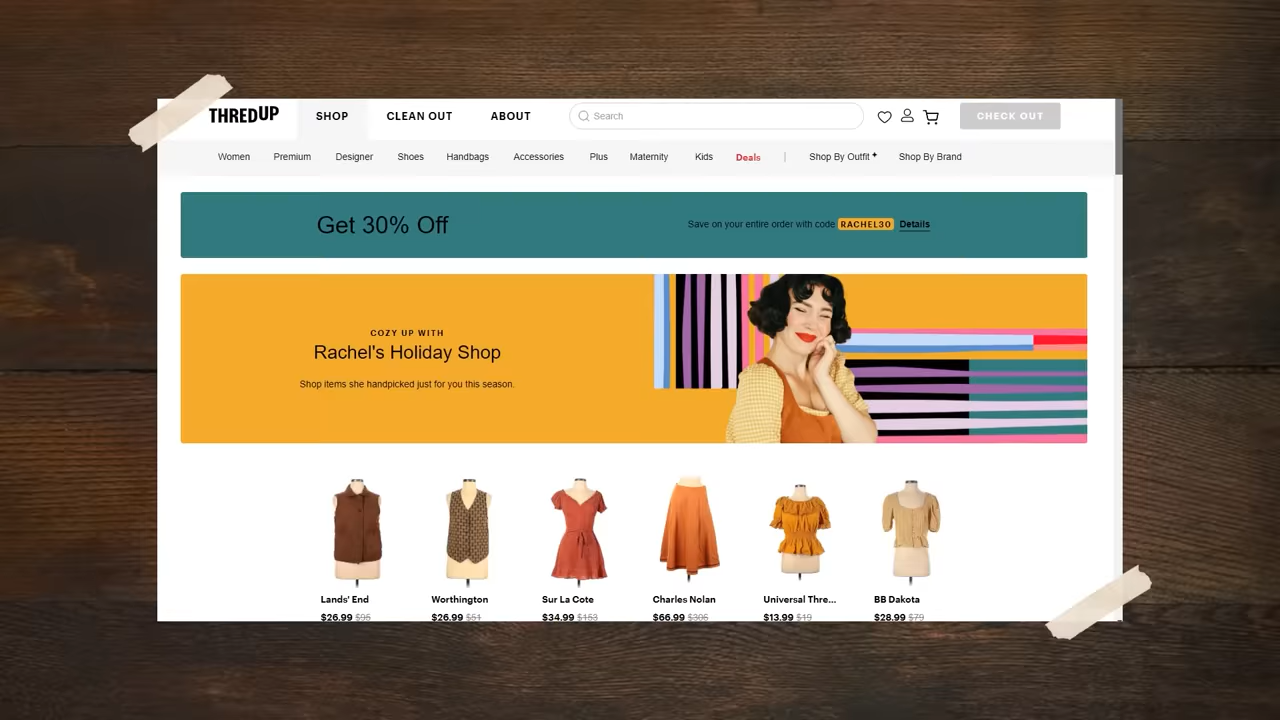 THREDUP
SHOP
CLEAN OUT
ABOUT
Search
CHECK OUT
Women
Premium
Designer
Shoes
Handbags
Accessories
Plus
Maternity
Kids
Deals
Shop By Outfit
Shop By Brand
Get 30% Off
Save on your entire order with code RACHEL30 Details
COZY UP WITH
Rachel's Holiday Shop
Shop items she handpicked just for you this season.
Lands' End
Worthington
Sur La Cote
Charles Nolan
Universal Thre...
BB Dakota
$26.99 $95
$26.99 $51
$34.99 $153
$66.99 $306
$13.99 $19
$28.99 $79